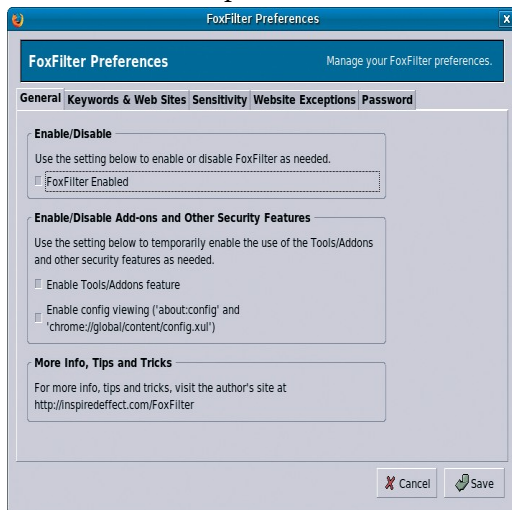 FoxFilter Preferences
FoxFilter Preferences
Manage your FoxFilter preferences.
General Keywords & Web Sites Sensitivity Website Exceptions Password
Enable/Disable
Use the setting below to enable or disable FoxFilter as needed.
FoxFilter Enabled
Enable/Disable Add-ons and Other Security Features
Use the setting below to temporarily enable the use of the Tools/Addons
and other security features as needed.
Enable Tools/Addons feature
Enable config viewing ('about:config' and
'chrome://global/content/config.xul')
More Info, Tips and Tricks
For more info, tips and tricks, visit the author's site at
http://inspiredeffect.com/FoxFilter
Cancel Save